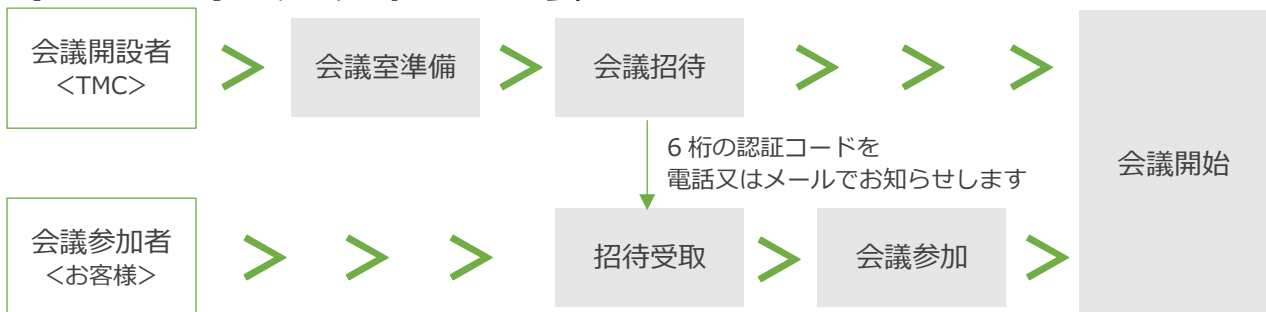 会議開設者
<TMC>
会議室準備
会議招待
6 桁の認証コードを
電話又はメールでお知らせします
会議開始
会議参加者
<お客様>
招待受取
会議参加